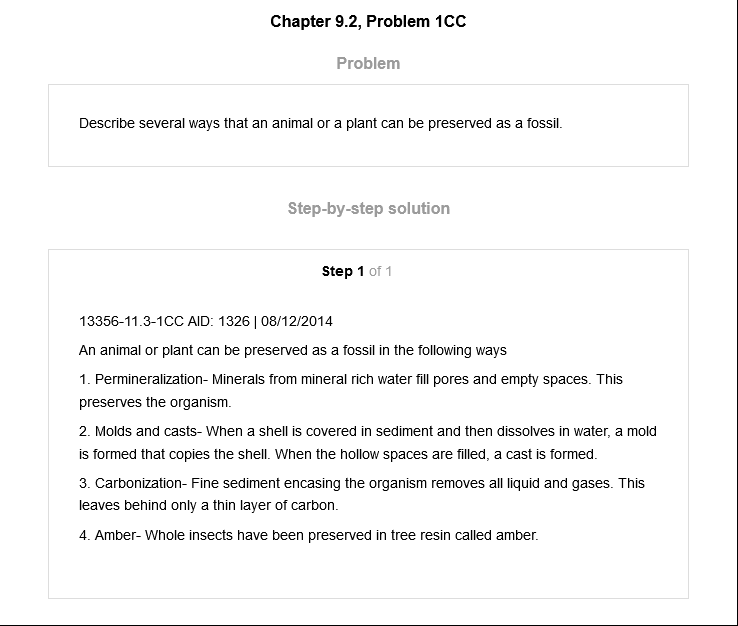 Chapter 9.2, Problem 1CC
Problem
Describe several ways that an animal or a plant can be preserved as a fossil.
Step-by-step solution
Step 1 of 1
13356-11.3-1CC AID: 1326 | 08/12/2014
An animal or plant can be preserved as a fossil in the following ways
1. Permineralization- Minerals from mineral rich water fill pores and empty spaces. This
preserves the organism.
2. Molds and casts- When a shell is covered in sediment and then dissolves in water, a mold
is formed that copies the shell. When the hollow spaces are filled, a cast is formed.
3. Carbonization- Fine sediment encasing the organism removes all liquid and gases. This
leaves behind only a thin layer of carbon.
4. Amber- Whole insects have been preserved in tree resin called amber.